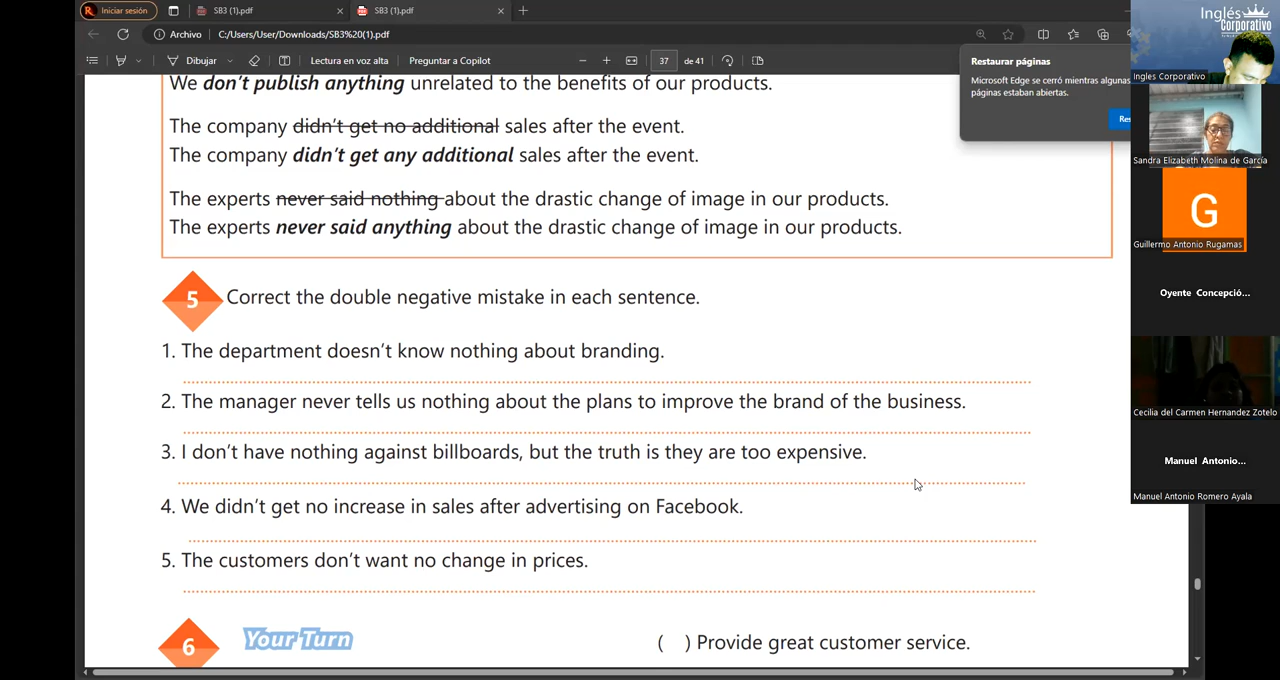 Iniciar sesión
SB3 (1).pdf
SB3 (1).pdf
Archivo
C:/Users/User/Downloads/SB3%20(1).pdf
Dibujar
Lectura en voz alta
Preguntar a Copilot
37
de 41
Restaurar páginas
Microsoft Edge se cerró mientras algunas
páginas estaban abiertas.
Res
We don't publish anything unrelated to the benefits of our products.
The company didn't get no additional sales after the event.
The company didn't get any additional sales after the event.
The experts never said nothing about the drastic change of image in our products.
The experts never said anything about the drastic change of image in our products.
5 Correct the double negative mistake in each sentence.
1. The department doesn't know nothing about branding.
2. The manager never tells us nothing about the plans to improve the brand of the business.
3. I don't have nothing against billboards, but the truth is they are too expensive.
4. We didn't get no increase in sales after advertising on Facebook.
5. The customers don't want no change in prices.
6 Your Turn
( ) Provide great customer service.
Inglés
Corporativo
Ingles Corporativo
Sandra Elizabeth Molina de García
G
Guillermo Antonio Rugamas
Oyente Concepció...
Cecilia del Carmen Hernandez Zotelo
Manuel Antonio...
Manuel Antonio Romero Ayala